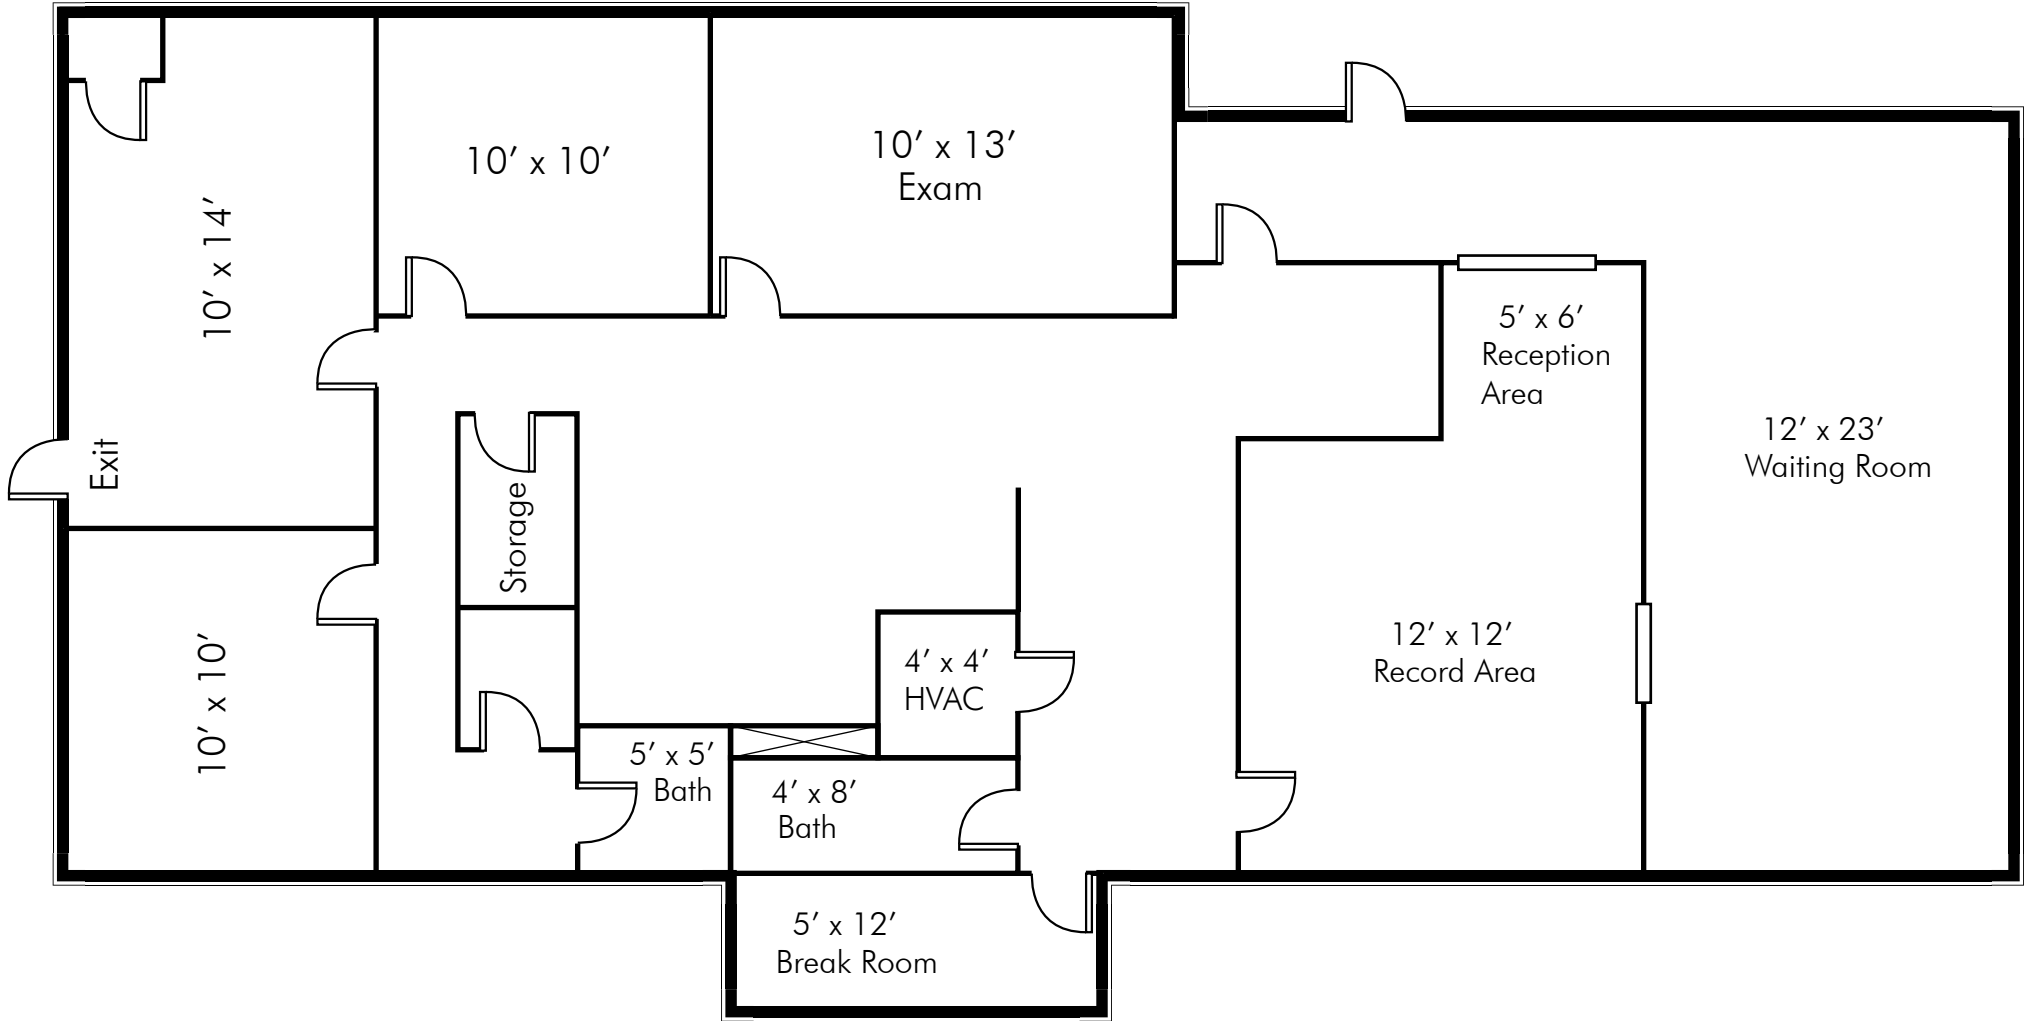 10’ x 14’
Exit
10’ x 10’
10’ x 13’
Exam
5’ x 6’
Reception
Area
12’ x 23’
Waiting Room
Storage
10’ x 10’
4’ x 4’
HVAC
12’ x 12’
Record Area
5’ x 5’
Bath
4’ x 8’
Bath
5’ x 12’
Break Room